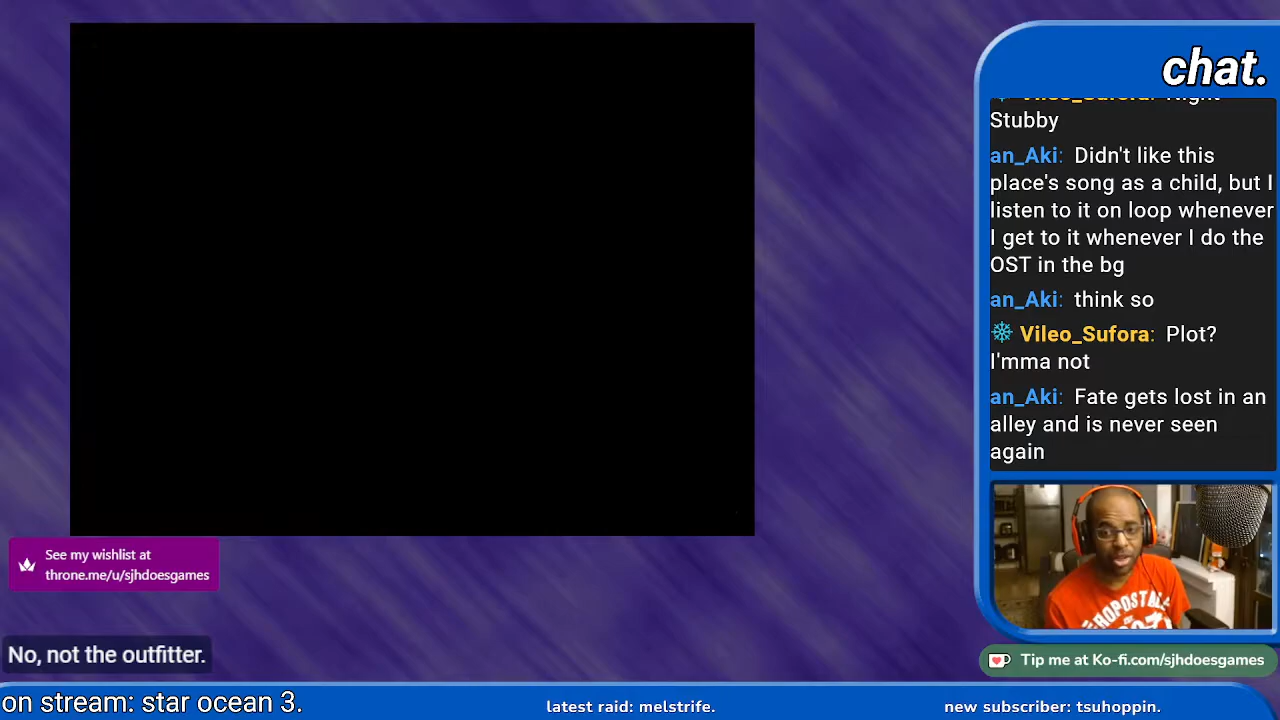 chat.
Stubby
an_Aki: Didn't like this
place's song as a child, but I
listen to it on loop whenever
I get to it whenever I do the
OST in the bg
an_Aki: think so
Vileo_Sufora: Plot?
I'mma not
an_Aki: Fate gets lost in an
alley and is never seen
again
See my wishlist at
throne.me/u/sjhdoesgames
No, not the outfitter.
Tip me at Ko-fi.com/sjhdoesgames
on stream: star ocean 3.
latest raid: melstrife.
new subscriber: tsuhoppin.